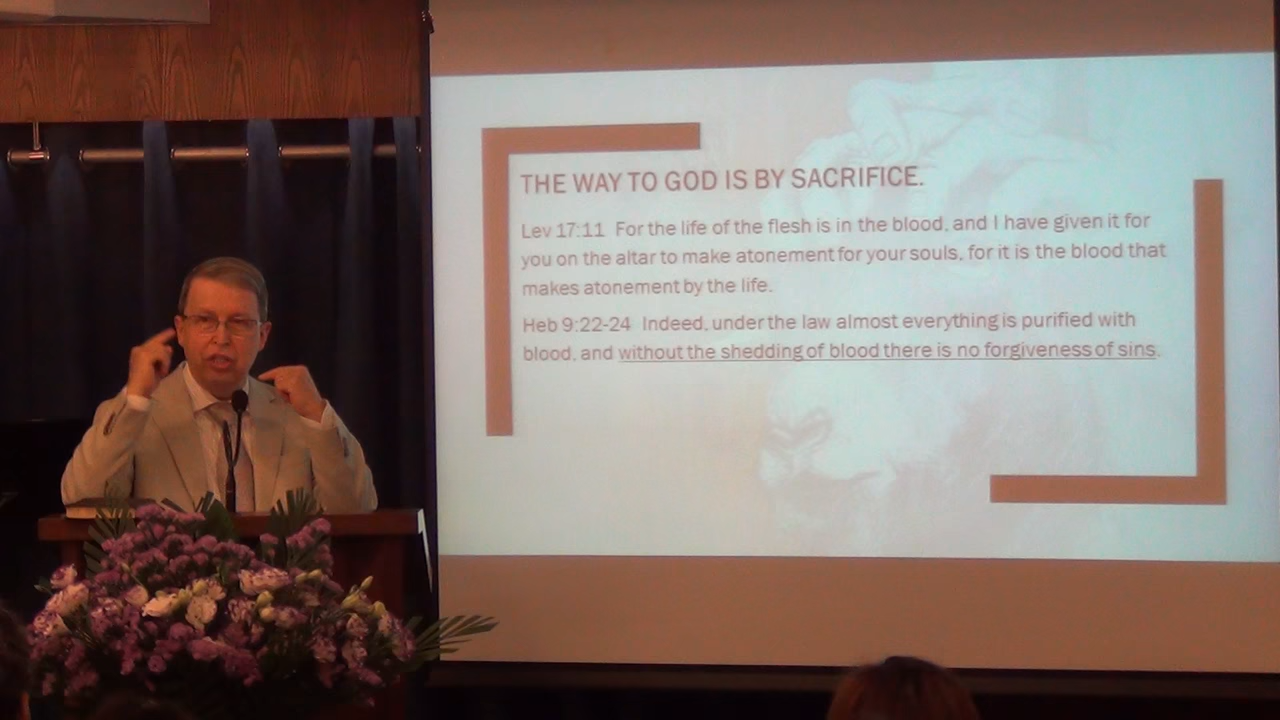 THE WAY TO GOD IS BY SACRIFICE.
Lev 17:11 For the life of the flesh is in the blood, and I have given it for
you on the altar to make atonement for your souls, for it is the blood that
makes atonement by the life.
Heb 9:22-24 Indeed, under the law almost everything is purified with
blood, and without the shedding of blood there is no forgiveness of sins.